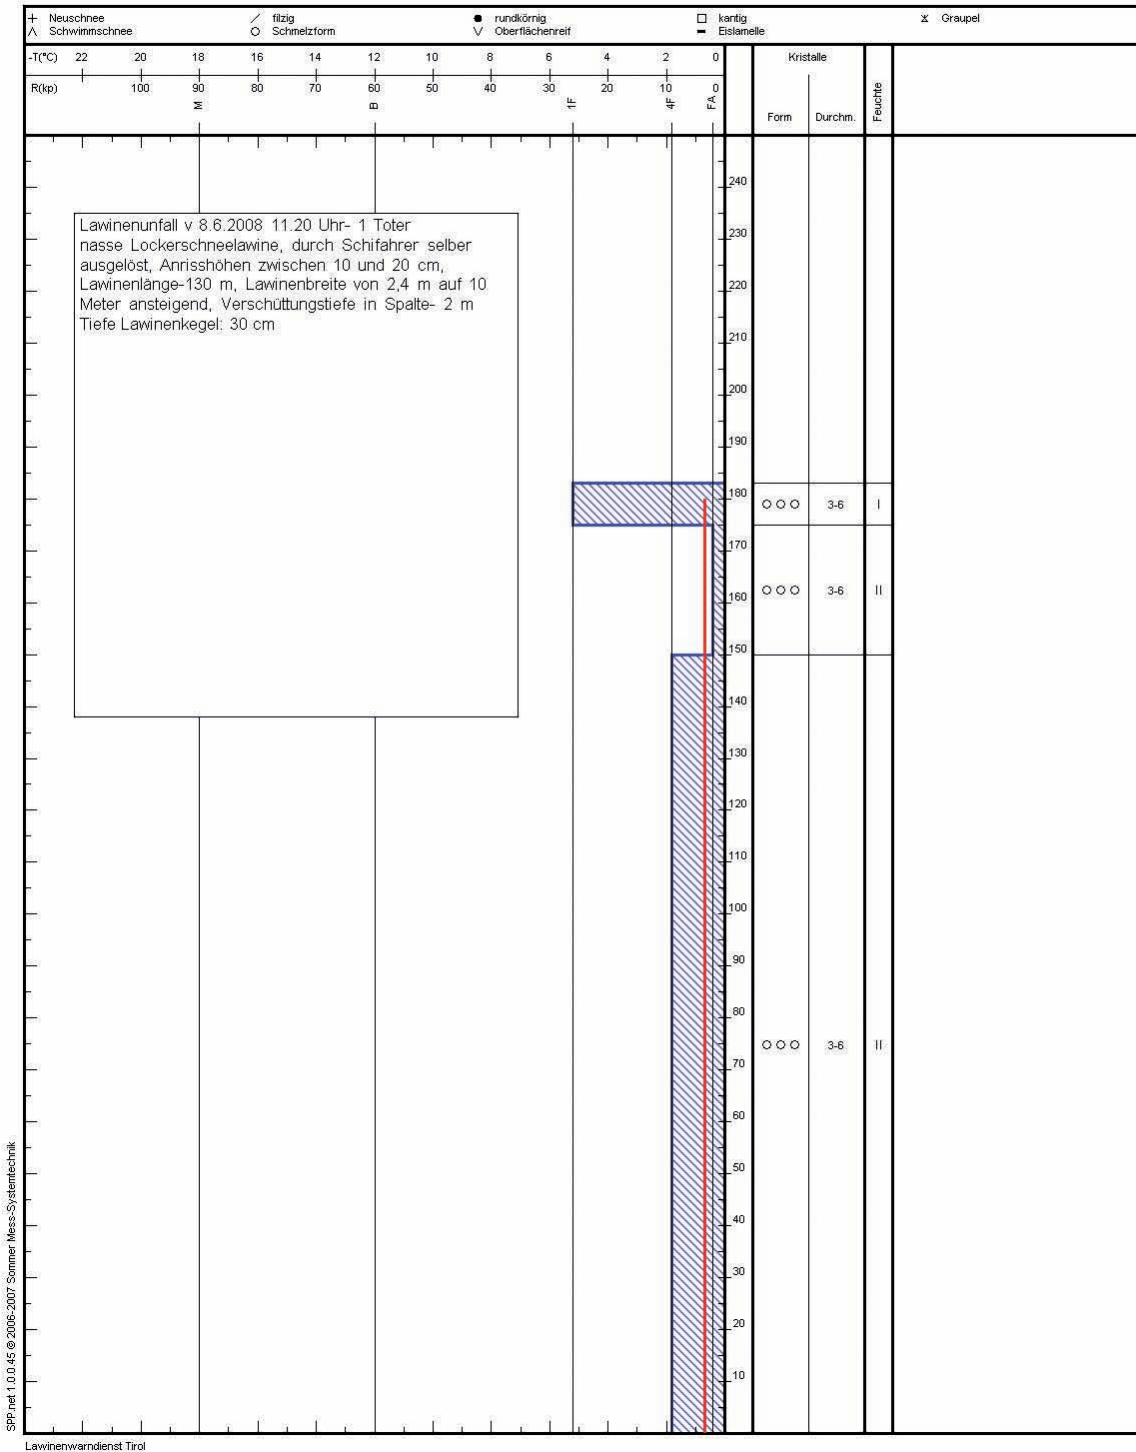 + Neuschnee / filzig ● rundkörnig □ kantig Graupel
Λ Schwimmschnee ○ Schmelzform V Oberflächenreif - Eislamelle
-T(°C) 22 20 18 16 14 12 10 8 6 4 2 0 Kristalle
R(kp) 100 90 80 70 60 50 40 30 20 10 0
M B 1F 4F FA
Form Durchm. Feuchte
240
Lawinenunfall v 8.6.2008 11.20 Uhr- 1 Toter
nasse Lockerschneelawine, durch Schifahrer selber
230
ausgelöst, Anrisshöhen zwischen 10 und 20 cm,
Lawinenlänge-130 m, Lawinenbreite von 2,4 m auf 10
220
Meter ansteigend, Verschüttungstiefe in Spalte- 2 m
Tiefe Lawinenkegel: 30 cm
210
200
190
180
○ ○ ○ 3-6 I
170
○ ○ ○ 3-6 II
160
150
140
130
120
110
100
90
80
○ ○ ○ 3-6 II
70
60
50
40
30
20
10
SPP.net 1.0.0.45 © 2006-2007 Sommer Mess-Systemtechnik
Lawinenwarndienst Tirol